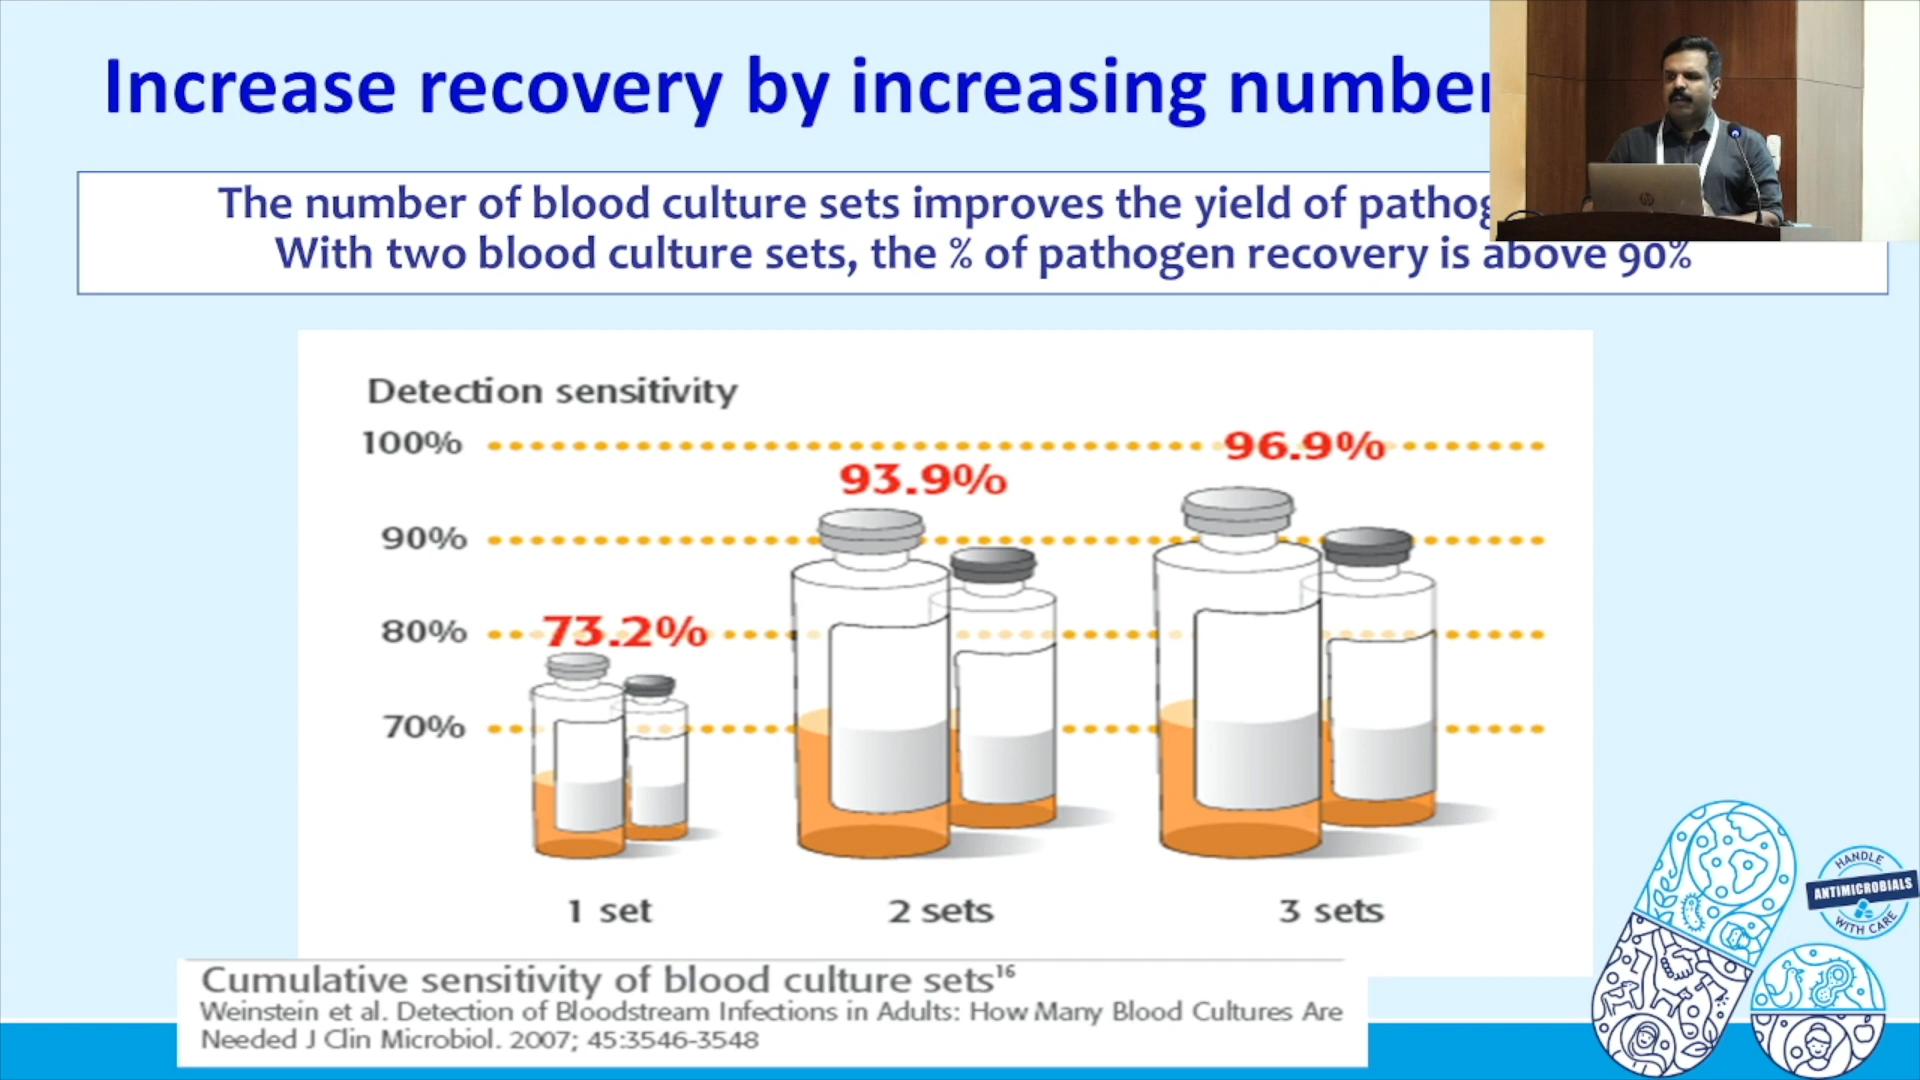 Increase recovery by increasing number
The number of blood culture sets improves the yield of
With two blood culture sets, the % of pathogen recovery is above 90%
Detection sensitivity
100%
96.9%
93.9%
90%
80%
73.2%
70%
1 set
2 sets
3 sets
Cumulative sensitivity of blood culture sets¹⁶
Weinstein et al. Detection of Bloodstream Infections in Adults: How Many Blood Cultures Are
Needed J Clin Microbiol. 2007; 45:3546-3548
HANDLE
ANTIMICROBIALS
WITH CARE